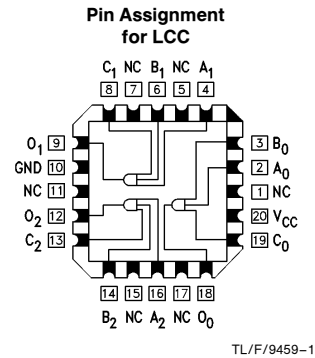 Pin Assignment
for LCC
C1 NC B1 NC A1
8 7 6 5 4
O1 9
GND 10
NC 11
O2 12
C2 13
3 B0
2 A0
1 NC
20 VCC
19 C0
14 15 16 17 18
B2 NC A2 NC O0
TL/F/9459–1